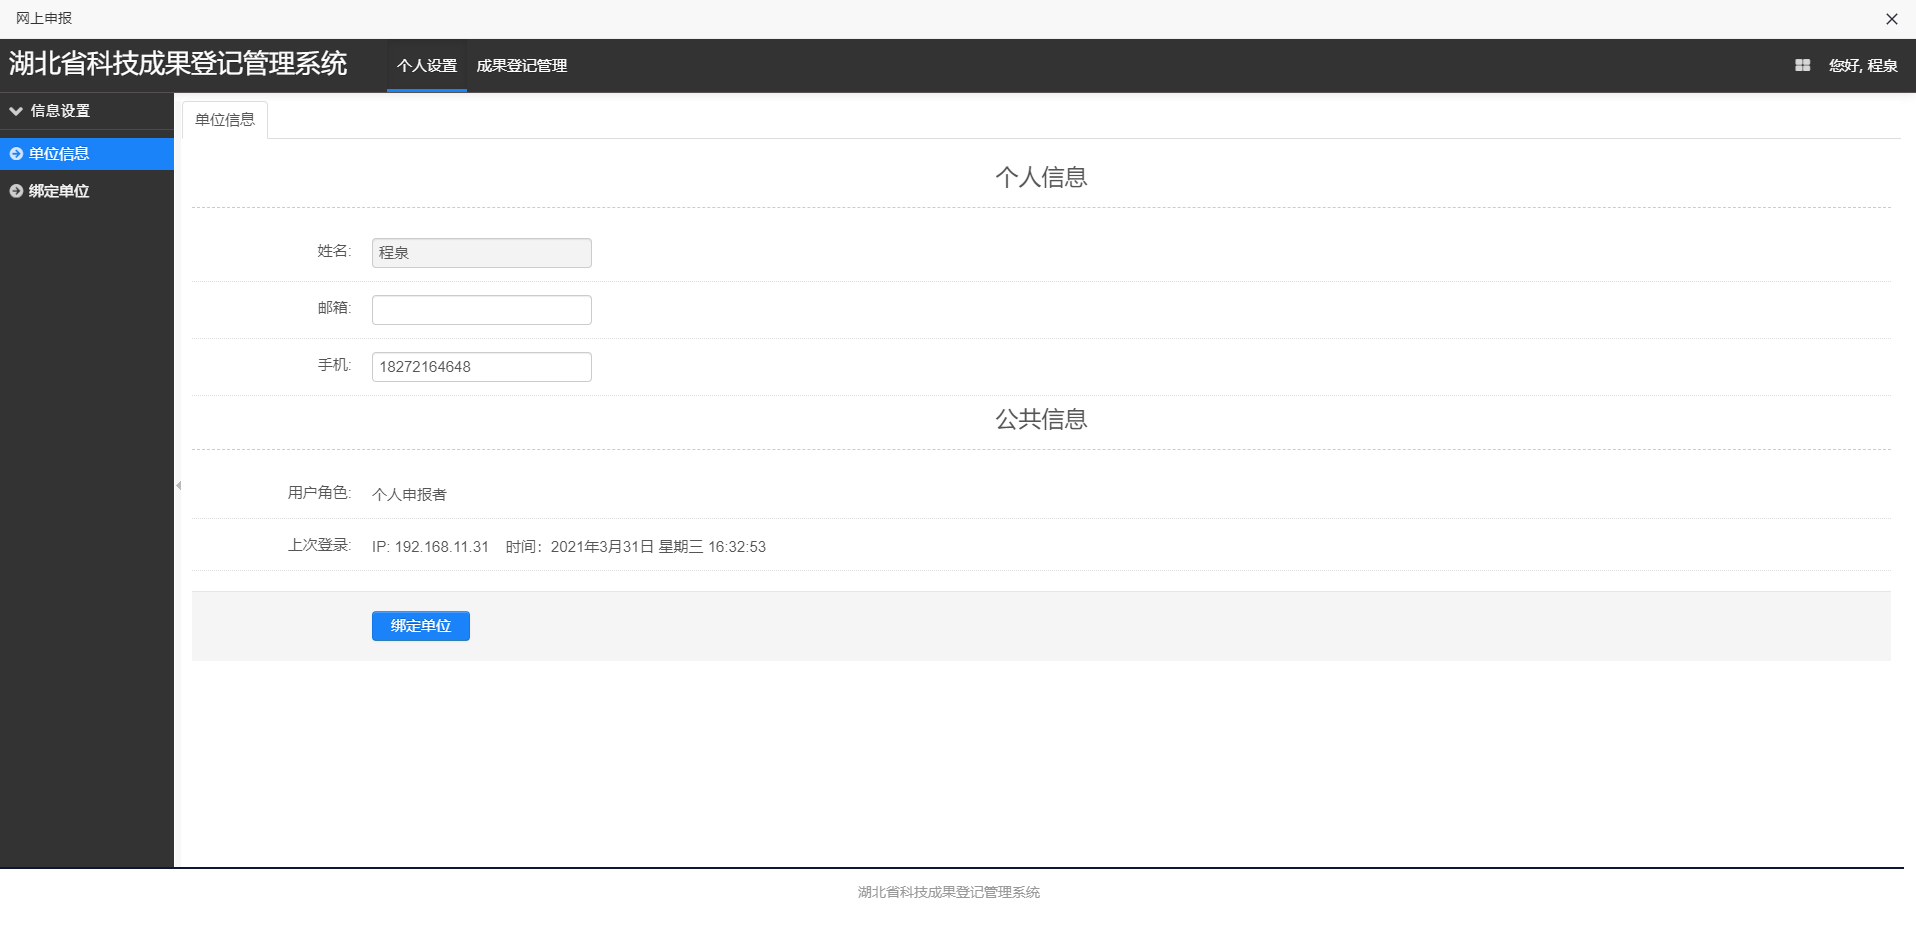 网上申报
湖北省科技成果登记管理系统 个人设置 成果登记管理 您好, 程泉
信息设置
单位信息
绑定单位
单位信息
个人信息
姓名: 程泉
邮箱:
手机: 18272164648
公共信息
用户角色: 个人申报者
上次登录: IP: 192.168.11.31 时间：2021年3月31日 星期三 16:32:53
绑定单位
湖北省科技成果登记管理系统